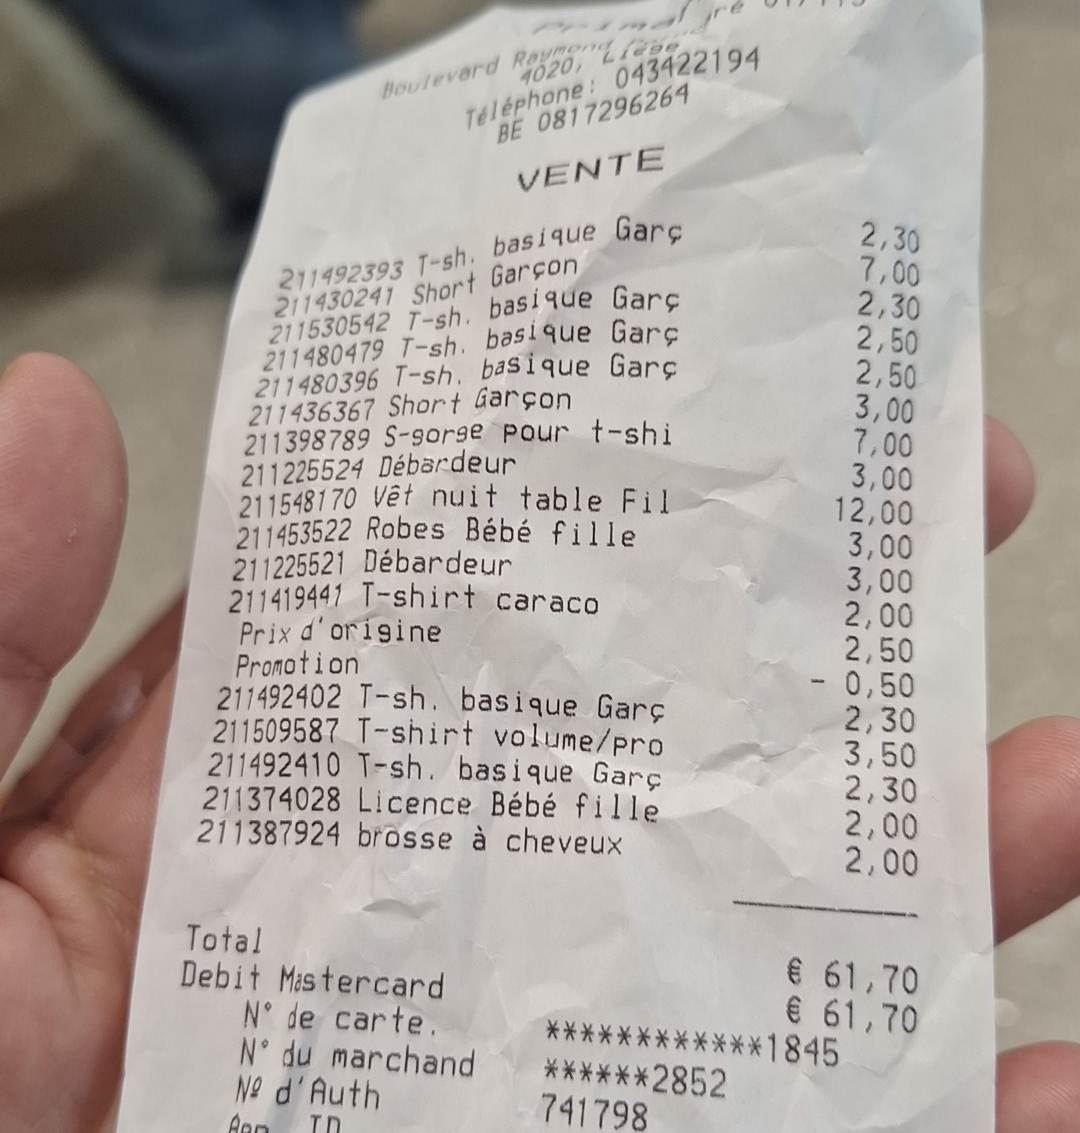 Boulevard Raymond
4020, Liège
Téléphone: 043422194
BE 0817296264
VENTE
211492393 T-sh. basique Garç 2,30
211430241 Short Garçon 7,00
211530542 T-sh. basique Garç 2,30
211480479 T-sh. basique Garç 2,50
211480396 T-sh. basique Garç 2,50
211436367 Short Garçon 3,00
211398789 S-gorge pour t-shi 7,00
211225524 Débardeur 3,00
211548170 Vêt nuit table Fil 12,00
211453522 Robes Bébé fille 3,00
211225521 Débardeur 3,00
211419441 T-shirt caraco 2,00
Prix d'origine 2,50
Promotion - 0,50
211492402 T-sh. basique Garç 2,30
211509587 T-shirt volume/pro 3,50
211492410 T-sh. basique Garç 2,30
211374028 Licence Bébé fille 2,00
211387924 brosse à cheveux 2,00
Total € 61,70
Debit Mastercard € 61,70
N° de carte. ************1845
N° du marchand ******2852
Nº d'Auth 741798